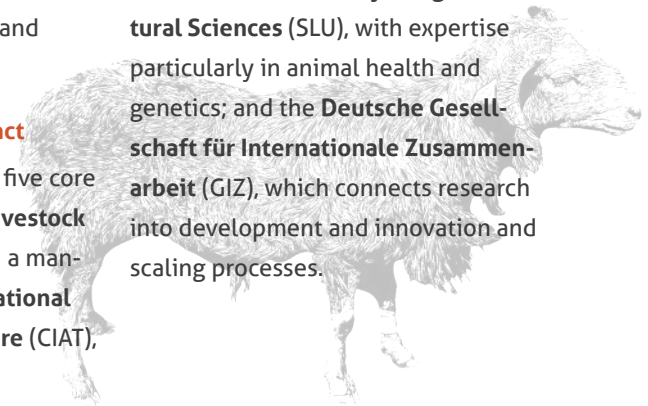 and
act
five core
vestock
a man-
ational
re (CIAT),
tural Sciences (SLU), with expertise
particularly in animal health and
genetics; and the Deutsche Gesell-
schaft für Internationale Zusammen-
arbeit (GIZ), which connects research
into development and innovation and
scaling processes.